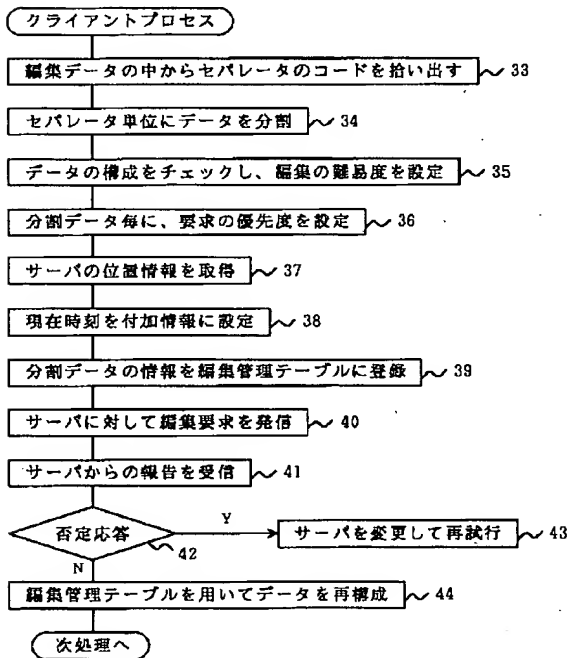 クライアントプロセス
編集データの中からセパレータのコードを拾い出す 33
セパレータ単位にデータを分割 34
データの構成をチェックし、編集の難易度を設定 35
分割データ毎に、要求の優先度を設定 36
サーバの位置情報を取得 37
現在時刻を付加情報に設定 38
分割データの情報を編集管理テーブルに登録 39
サーバに対して編集要求を発信 40
サーバからの報告を受信 41
否定応答 42 Y サーバを変更して再試行 43
N
編集管理テーブルを用いてデータを再構成 44
次処理へ